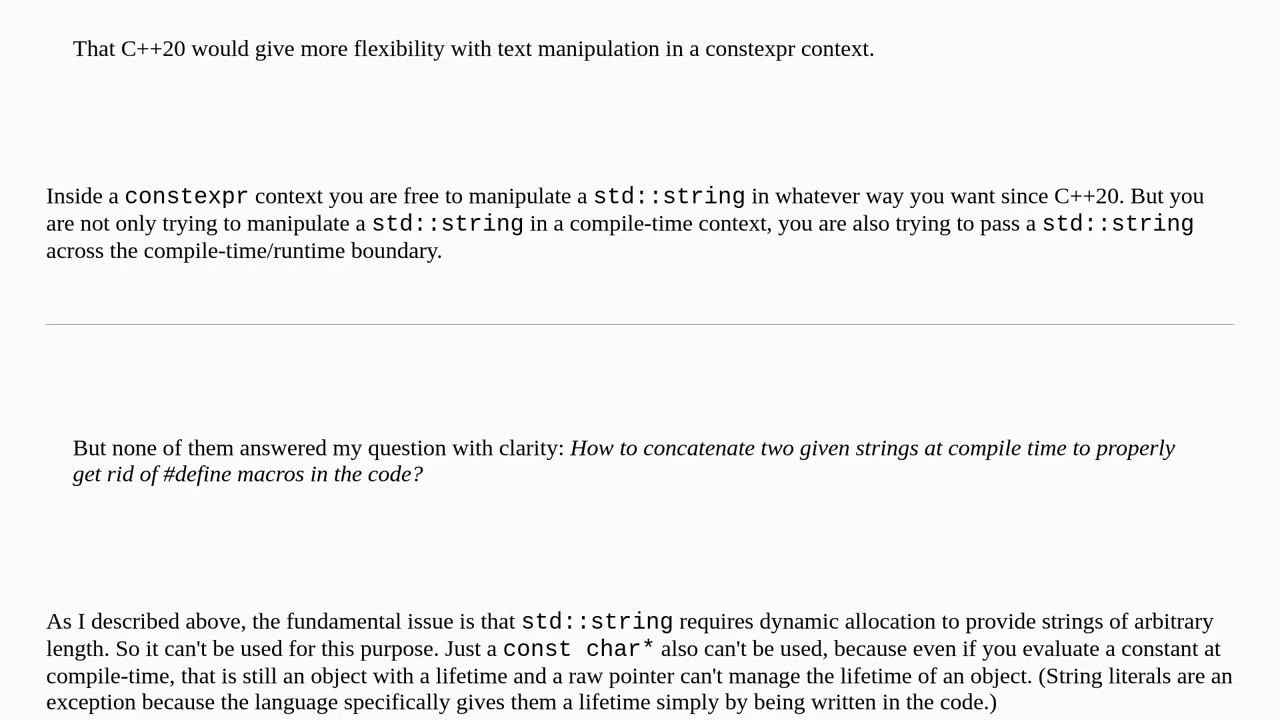 That C++20 would give more flexibility with text manipulation in a constexpr context.
Inside a constexpr context you are free to manipulate a std::string in whatever way you want since C++20. But you
are not only trying to manipulate a std::string in a compile-time context, you are also trying to pass a std::string
across the compile-time/runtime boundary.
But none of them answered my question with clarity: How to concatenate two given strings at compile time to properly
get rid of #define macros in the code?
As I described above, the fundamental issue is that std::string requires dynamic allocation to provide strings of arbitrary
length. So it can't be used for this purpose. Just a const char* also can't be used, because even if you evaluate a constant at
compile-time, that is still an object with a lifetime and a raw pointer can't manage the lifetime of an object. (String literals are an
exception because the language specifically gives them a lifetime simply by being written in the code.)